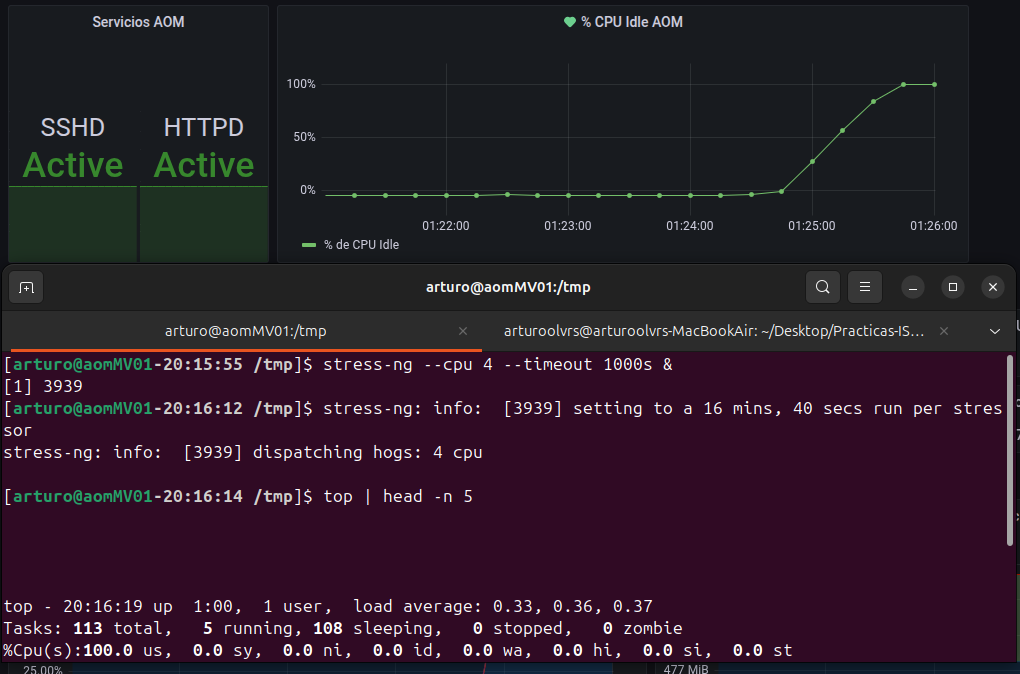 Servicios AOM
% CPU Idle AOM
SSHD
Active
HTTPD
Active
100%
50%
0%
01:22:00
01:23:00
01:24:00
01:25:00
01:26:00
% de CPU Idle
arturo@aomMV01:/tmp
arturo@aomMV01:/tmp
arturoolvrs@arturoolvrs-MacBookAir: ~/Desktop/Practicas-IS…
[arturo@aomMV01-20:15:55 /tmp]$ stress-ng --cpu 4 --timeout 1000s &
[1] 3939
[arturo@aomMV01-20:16:12 /tmp]$ stress-ng: info:  [3939] setting to a 16 mins, 40 secs run per stres
sor
stress-ng: info:  [3939] dispatching hogs: 4 cpu
[arturo@aomMV01-20:16:14 /tmp]$ top | head -n 5
top - 20:16:19 up  1:00,  1 user,  load average: 0.33, 0.36, 0.37
Tasks: 113 total,   5 running, 108 sleeping,   0 stopped,   0 zombie
%Cpu(s):100.0 us,  0.0 sy,  0.0 ni,  0.0 id,  0.0 wa,  0.0 hi,  0.0 si,  0.0 st
25.00%
477 MiB